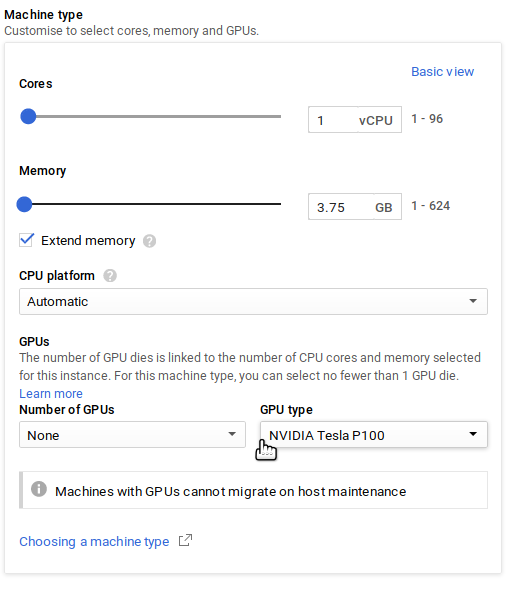 Machine type
Customise to select cores, memory and GPUs.
Basic view
Cores
1 vCPU 1 - 96
Memory
3.75 GB 1 - 624
Extend memory ?
CPU platform ?
Automatic
GPUs
The number of GPU dies is linked to the number of CPU cores and memory selected
for this instance. For this machine type, you can select no fewer than 1 GPU die.
Learn more
Number of GPUs GPU type
None NVIDIA Tesla P100
Machines with GPUs cannot migrate on host maintenance
Choosing a machine type